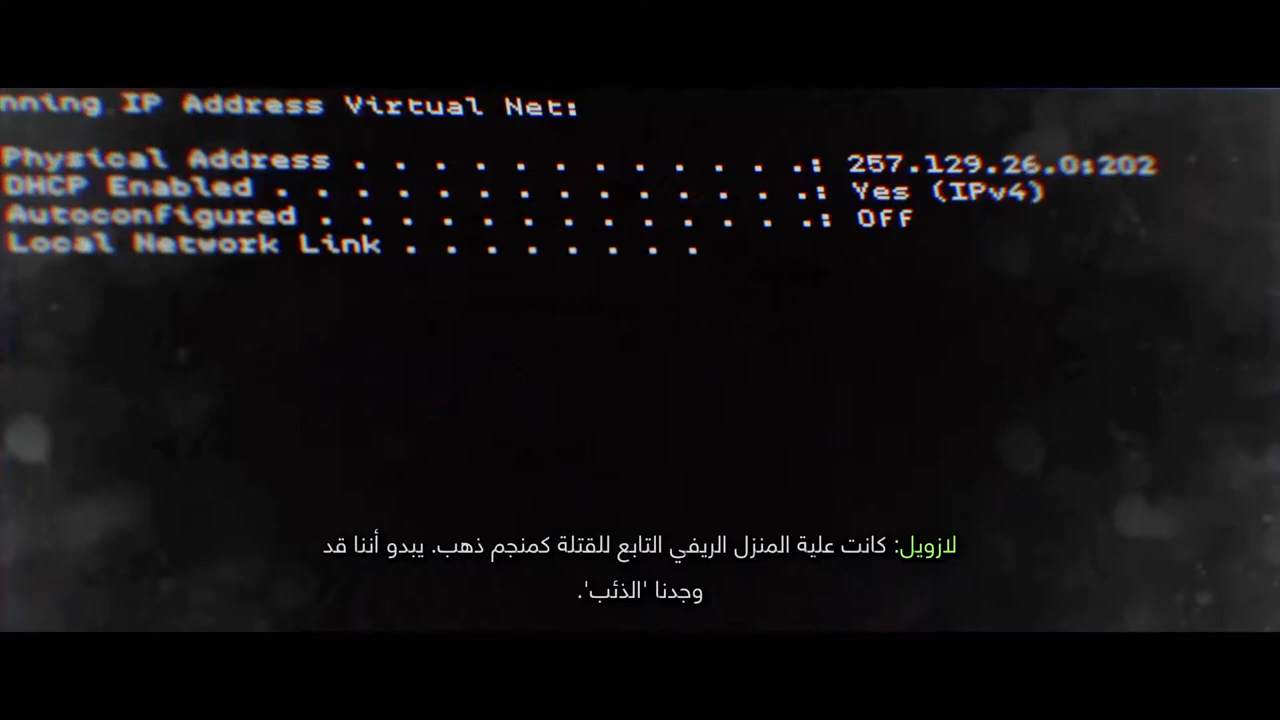 nning IP Address Virtual Net:
Physical Address . . . . . . . . . . . .: 257.129.26.0:202
DHCP Enabled . . . . . . . . . . . . . .: Yes (IPv4)
Autoconfigured . . . . . . . . . . . . .: Off
Local Network Link . . . . . . . .
لازويل: كانت علية المنزل الريفي التابع للقتلة كمنجم ذهب. يبدو أننا قد
وجدنا 'الذئب'.